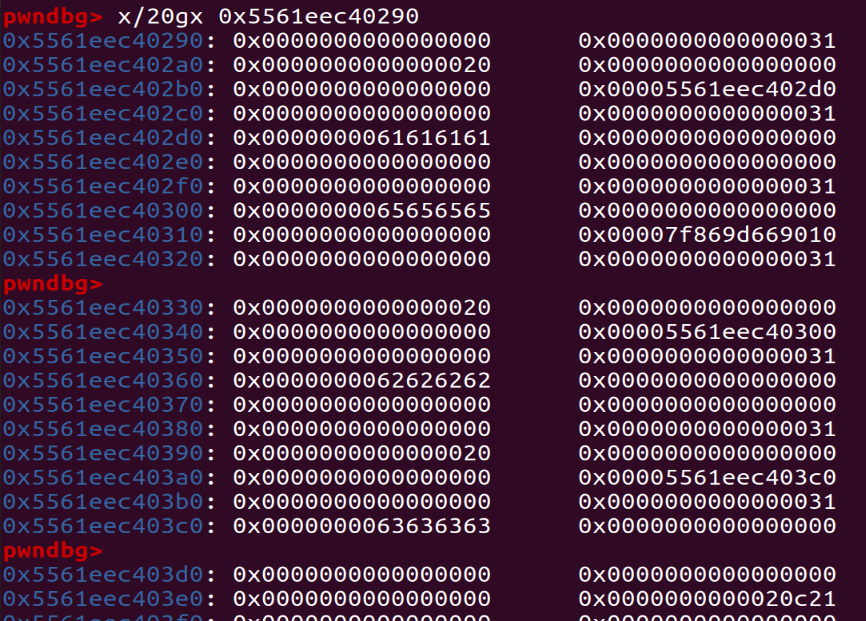 pwndbg> x/20gx 0x5561eec40290
0x5561eec40290: 0x0000000000000000 0x0000000000000031
0x5561eec402a0: 0x0000000000000020 0x0000000000000000
0x5561eec402b0: 0x0000000000000000 0x00005561eec402d0
0x5561eec402c0: 0x0000000000000000 0x0000000000000031
0x5561eec402d0: 0x0000000061616161 0x0000000000000000
0x5561eec402e0: 0x0000000000000000 0x0000000000000000
0x5561eec402f0: 0x0000000000000000 0x0000000000000031
0x5561eec40300: 0x0000000065656565 0x0000000000000000
0x5561eec40310: 0x0000000000000000 0x00007f869d669010
0x5561eec40320: 0x0000000000000000 0x0000000000000031
pwndbg>
0x5561eec40330: 0x0000000000000020 0x0000000000000000
0x5561eec40340: 0x0000000000000000 0x00005561eec40300
0x5561eec40350: 0x0000000000000000 0x0000000000000031
0x5561eec40360: 0x0000000062626262 0x0000000000000000
0x5561eec40370: 0x0000000000000000 0x0000000000000000
0x5561eec40380: 0x0000000000000000 0x0000000000000031
0x5561eec40390: 0x0000000000000020 0x0000000000000000
0x5561eec403a0: 0x0000000000000000 0x00005561eec403c0
0x5561eec403b0: 0x0000000000000000 0x0000000000000031
0x5561eec403c0: 0x0000000063636363 0x0000000000000000
pwndbg>
0x5561eec403d0: 0x0000000000000000 0x0000000000000000
0x5561eec403e0: 0x0000000000000000 0x0000000000020c21
0x5561eec403f0: 0x0000000000000000 0x0000000000000000